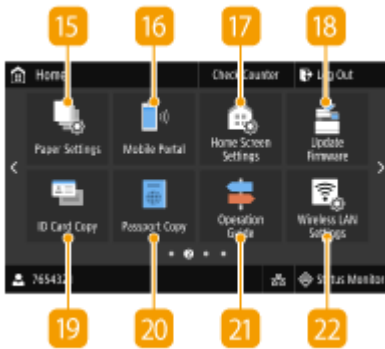 15 16 17 18
Home Check Counter Log Out
Paper Settings Mobile Portal Home Screen Settings Update Firmware
ID Card Copy Passport Copy Operation Guide Wireless LAN Settings
7654321 Status Monitor
19 20 21 22